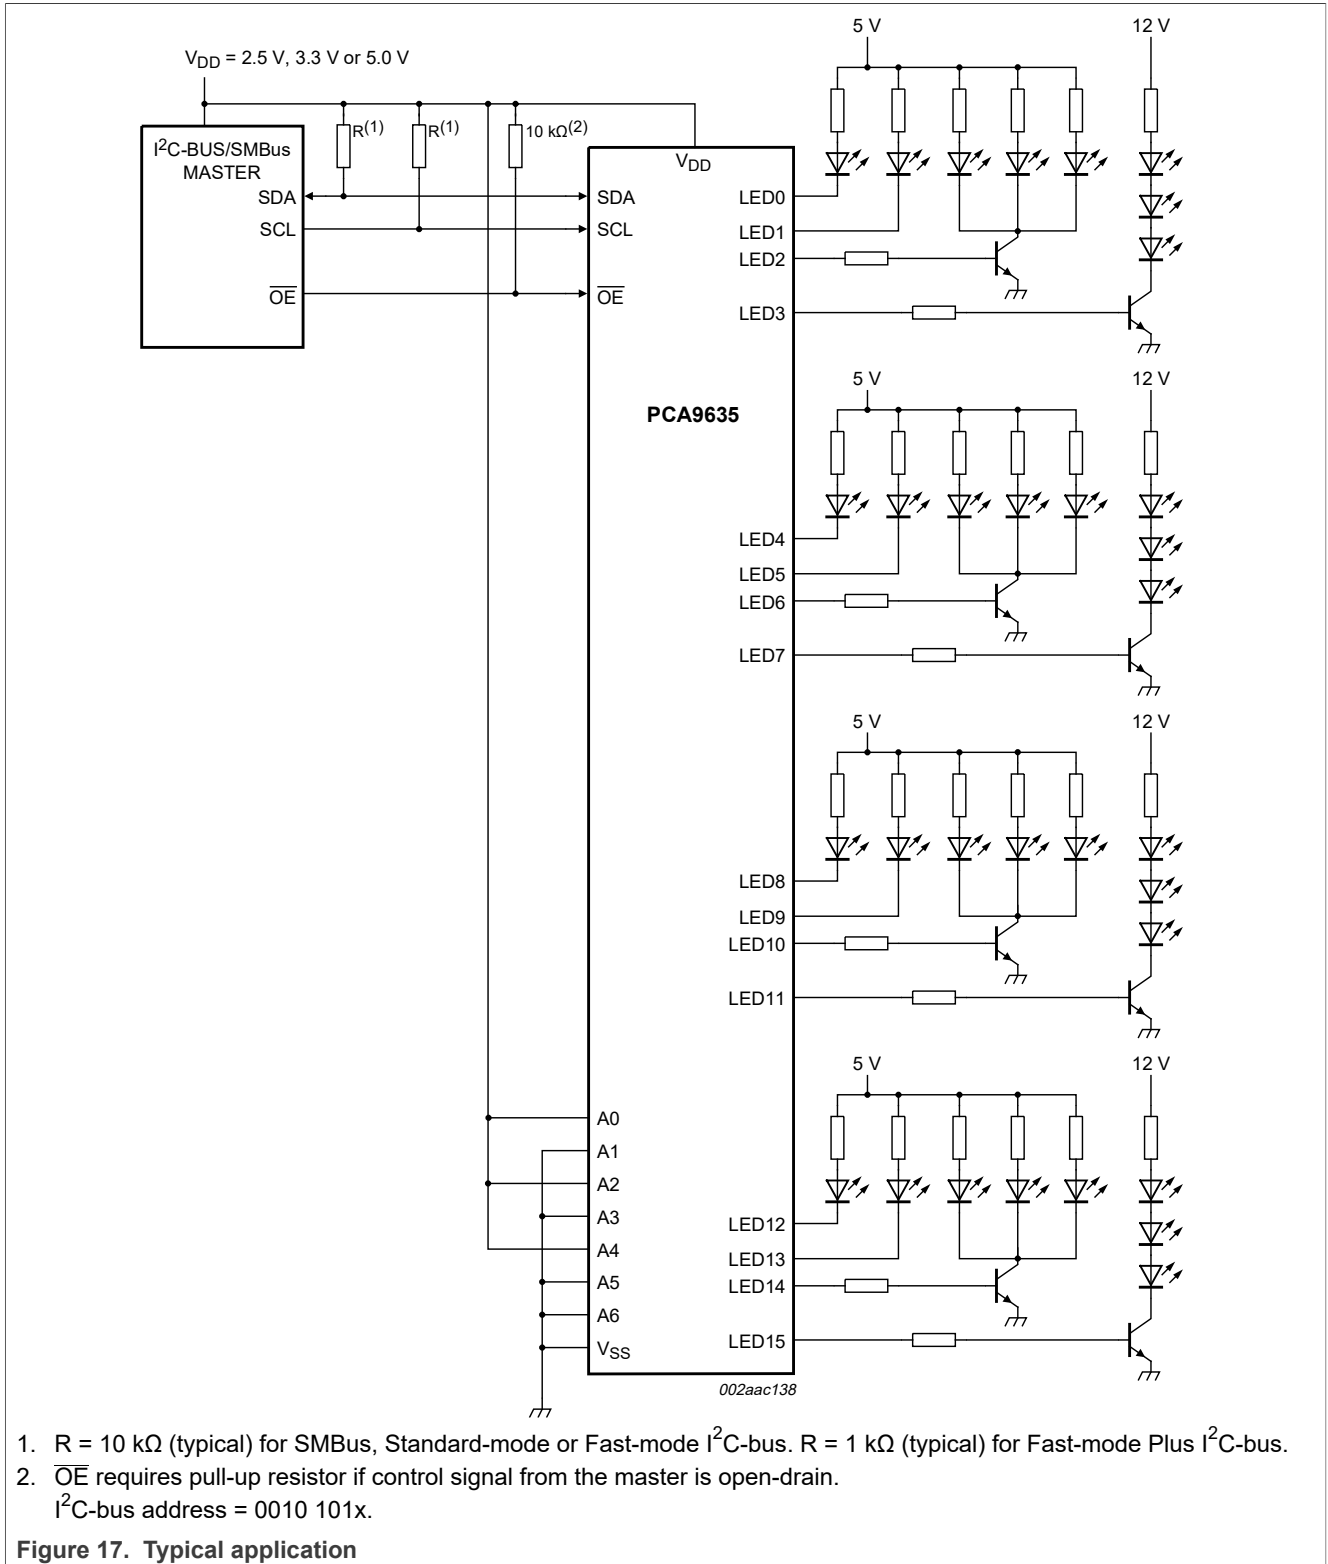 V_DD = 2.5 V, 3.3 V or 5.0 V
5 V
12 V
R(1)
R(1)
10 kΩ(2)
I²C-BUS/SMBus
MASTER
SDA
SCL
OE
V_DD
SDA
SCL
OE
PCA9635
LED0
LED1
LED2
LED3
5 V
12 V
LED4
LED5
LED6
LED7
5 V
12 V
LED8
LED9
LED10
LED11
5 V
12 V
A0
A1
A2
A3
A4
A5
A6
V_SS
LED12
LED13
LED14
LED15
002aac138
1. R = 10 kΩ (typical) for SMBus, Standard-mode or Fast-mode I²C-bus. R = 1 kΩ (typical) for Fast-mode Plus I²C-bus.
2. OE requires pull-up resistor if control signal from the master is open-drain.
I²C-bus address = 0010 101x.
Figure 17. Typical application